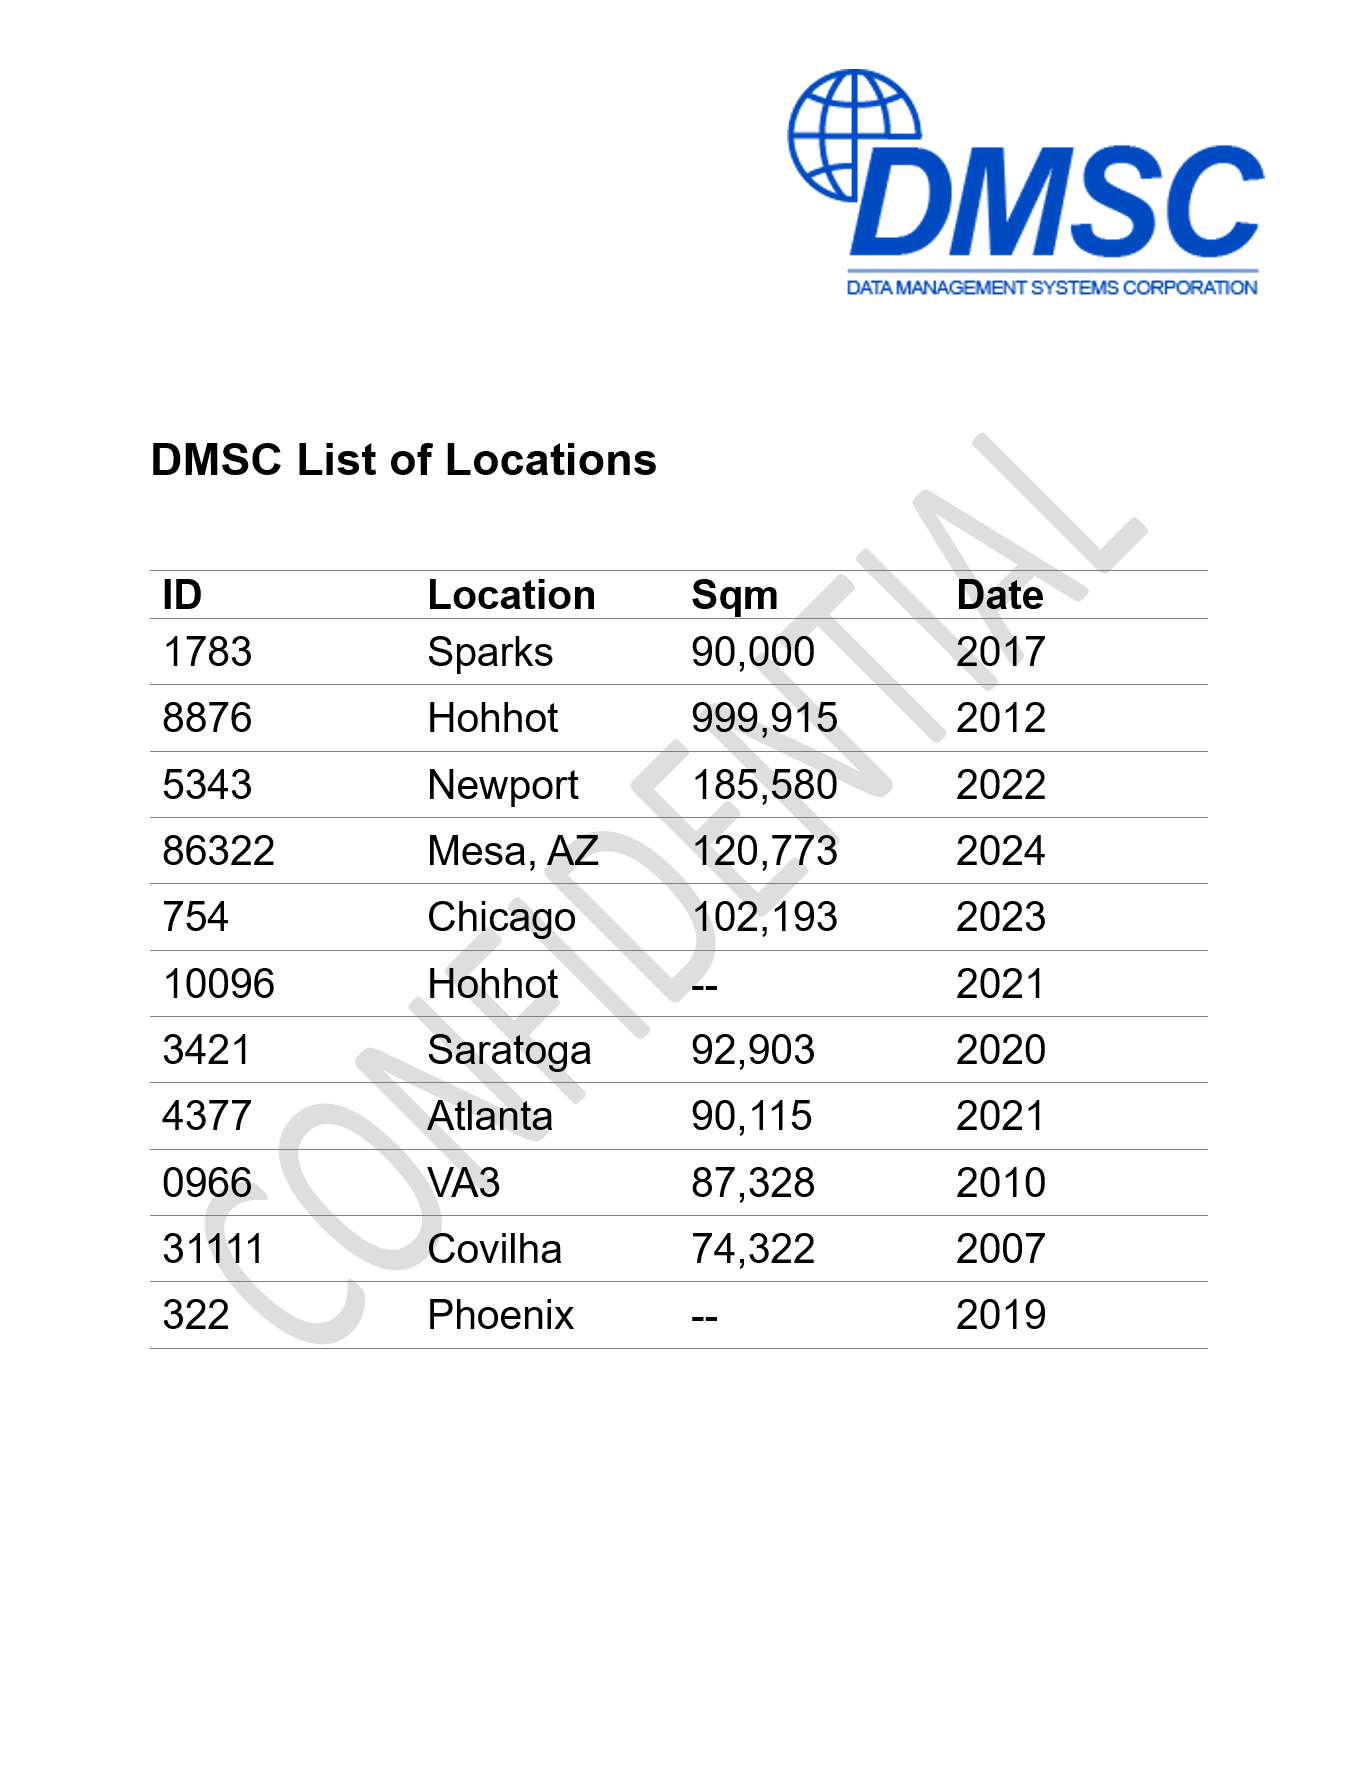 DMSC
DATA MANAGEMENT SYSTEMS CORPORATION
DMSC List of Locations
ID Location Sqm Date
1783 Sparks 90,000 2017
8876 Hohhot 999,915 2012
5343 Newport 185,580 2022
86322 Mesa, AZ 120,773 2024
754 Chicago 102,193 2023
10096 Hohhot -- 2021
3421 Saratoga 92,903 2020
4377 Atlanta 90,115 2021
0966 VA3 87,328 2010
31111 Covilha 74,322 2007
322 Phoenix -- 2019
CONFIDENTIAL